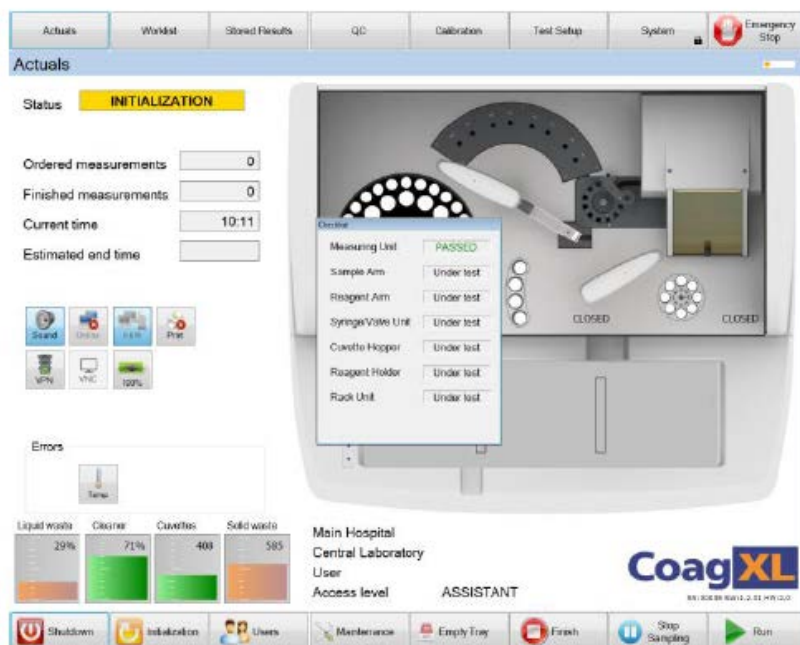 Actuals
Worklist
Stored Results
QC
Calibration
Test Setup
System
Emergency
Stop
Actuals
Status
INITIALIZATION
Ordered measurements 0
Finished measurements 0
Current time 10:11
Estimated end time
Checklist
Measuring Unit PASSED
Sample Arm Under test
Reagent Arm Under test
Syringe/Valve Unit Under test
Cuvette Hopper Under test
Reagent Holder Under test
Rack Unit Under test
CLOSED
CLOSED
Sound
Print
VPN
VNC
100%
Errors
Temp
Liquid waste
Cleaner
Cuvettes
Solid waste
29%
71%
403
585
Main Hospital
Central Laboratory
User
Access level ASSISTANT
Coag XL
Shutdown
Initialization
Users
Maintenance
Empty Tray
Finish
Stop
Sampling
Run